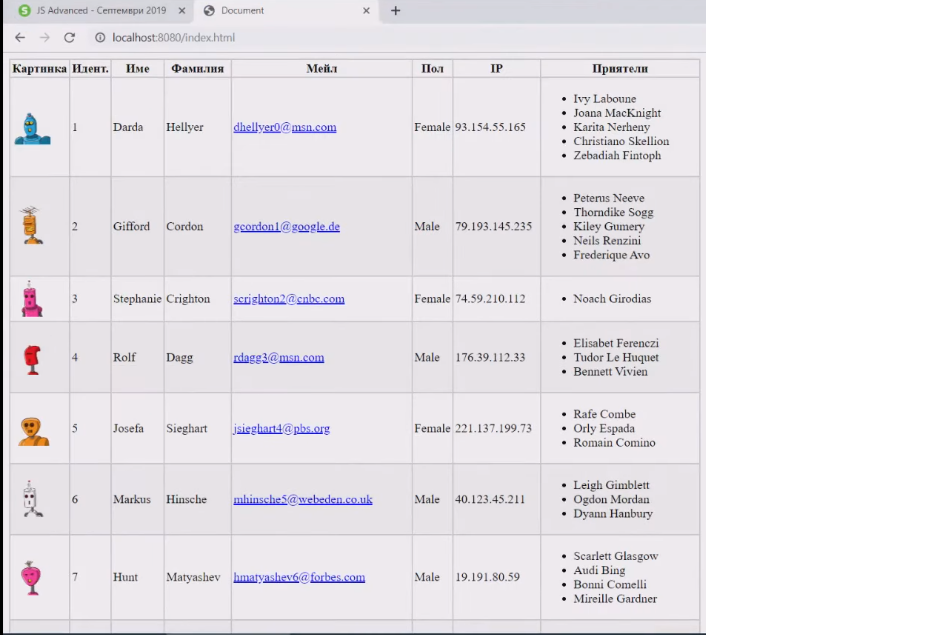 JS Advanced - Септември 2019
Document
localhost:8080/index.html
Картинка Идент. Име Фамилия Мейл Пол IP Приятели
1 Darda Hellyer dhellyer0@msn.com Female 93.154.55.165
Ivy Laboune
Joana MacKnight
Karita Nerheny
Christiano Skellion
Zebadiah Fintoph
2 Gifford Cordon gcordon1@google.de Male 79.193.145.235
Peterus Neeve
Thorndike Sogg
Kiley Gumery
Neils Renzini
Frederique Avo
3 Stephanie Crighton scrighton2@cnbc.com Female 74.59.210.112
Noach Girodias
4 Rolf Dagg rdagg3@msn.com Male 176.39.112.33
Elisabet Ferenczi
Tudor Le Huquet
Bennett Vivien
5 Josefa Sieghart jsieghart4@pbs.org Female 221.137.199.73
Rafe Combe
Orly Espada
Romain Comino
6 Markus Hinsche mhinsche5@webeden.co.uk Male 40.123.45.211
Leigh Gimblett
Ogdon Mordan
Dyann Hanbury
7 Hunt Matyashev hmatyashev6@forbes.com Male 19.191.80.59
Scarlett Glasgow
Audi Bing
Bonni Comelli
Mireille Gardner